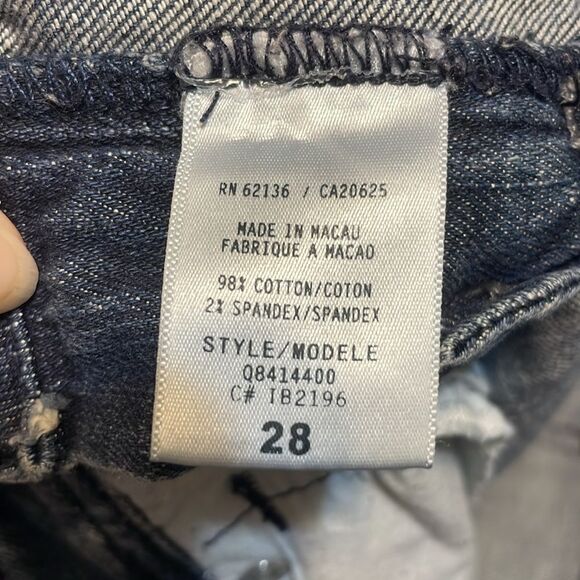 RN 62136 / CA20625
MADE IN MACAU
FABRIQUE A MACAO
98% COTTON/COTON
2% SPANDEX/SPANDEX
STYLE/MODELE
Q8414400
C# IB2196
28